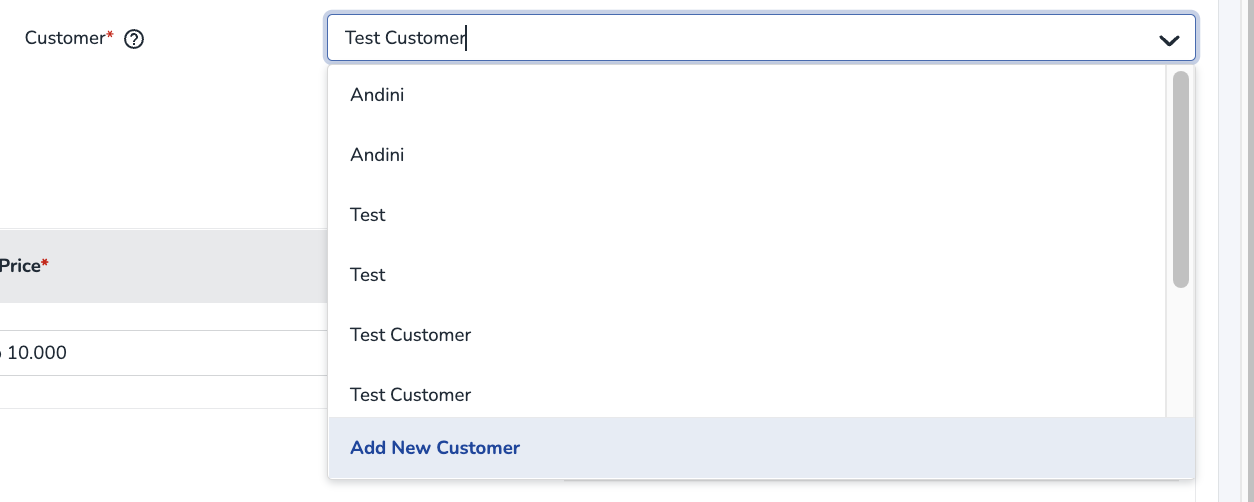 Customer*
Test Customer
Andini
Andini
Test
Test
Test Customer
Test Customer
Add New Customer
Price*
10.000